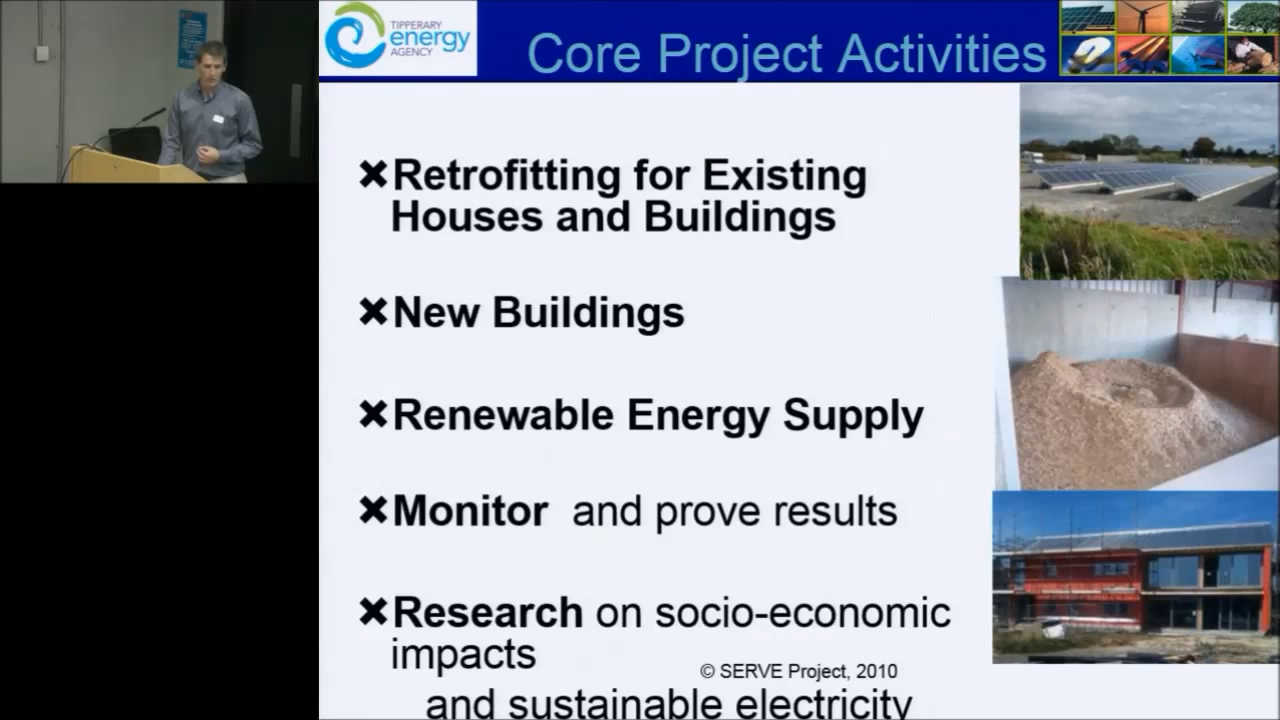 TIPPERARY
energy
AGENCY
Core Project Activities
✖Retrofitting for Existing
Houses and Buildings
✖New Buildings
✖Renewable Energy Supply
✖Monitor and prove results
✖Research on socio-economic
impacts
© SERVE Project, 2010
and sustainable electricity